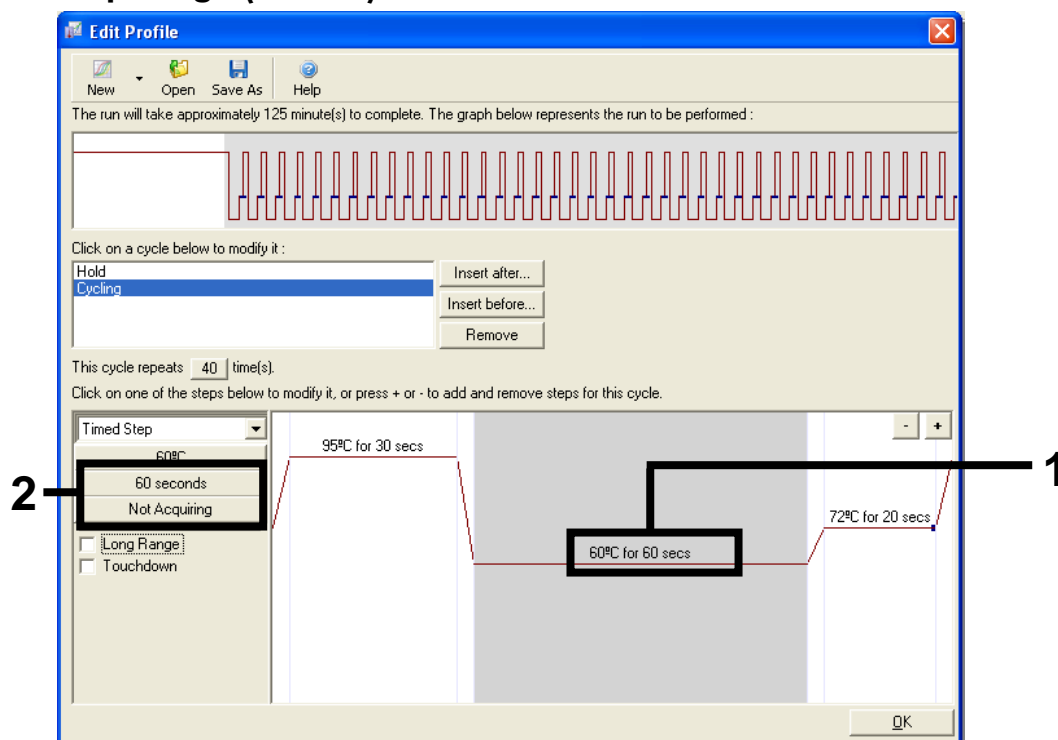 Edit Profile
New Open Save As Help
The run will take approximately 125 minute(s) to complete. The graph below represents the run to be performed :
Click on a cycle below to modify it :
Hold
Cycling
Insert after...
Insert before...
Remove
This cycle repeats 40 time(s).
Click on one of the steps below to modify it, or press + or - to add and remove steps for this cycle.
Timed Step
- +
60ºC
95ºC for 30 secs
1
2
60 seconds
Not Acquiring
72ºC for 20 secs
Long Range
60ºC for 60 secs
Touchdown
OK